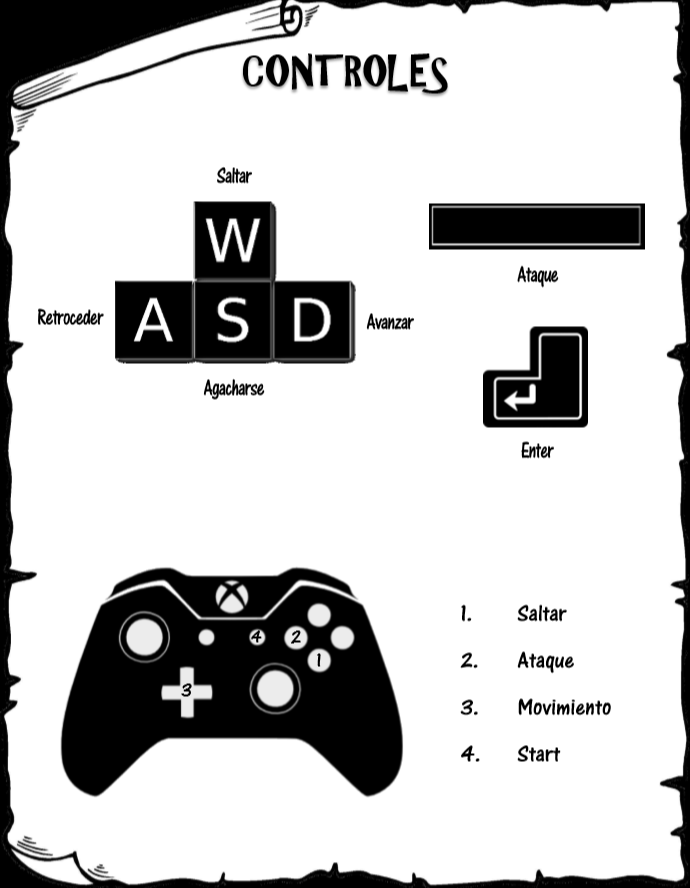 CONTROLES
Saltar
W
Retroceder
A S D
Avanzar
Agacharse
Ataque
Enter
4 2
1
3
1. Saltar
2. Ataque
3. Movimiento
4. Start